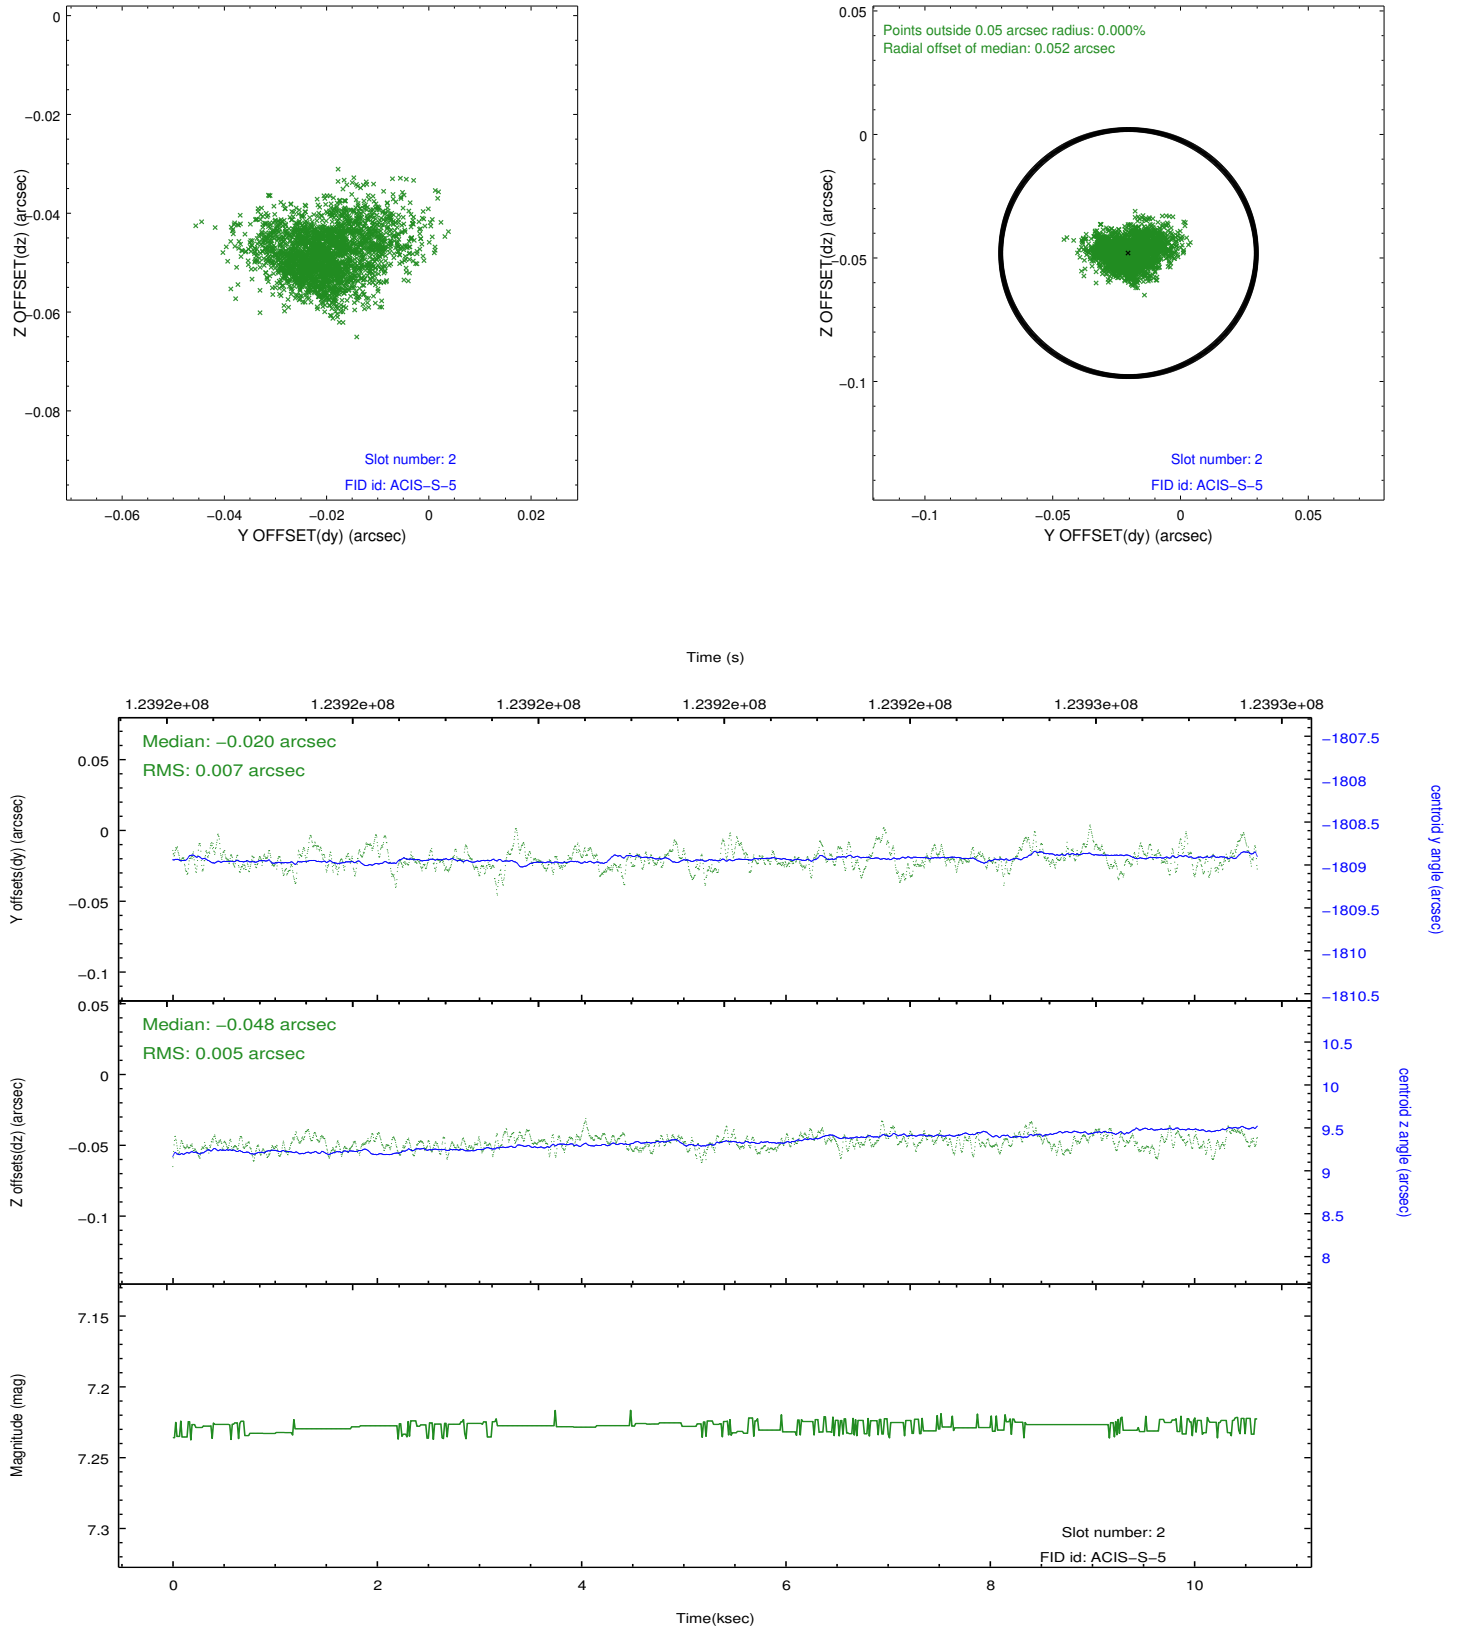 0
−0.02
−0.04
−0.06
−0.08
Z OFFSET(dz) (arcsec)
Slot number: 2
FID id: ACIS−S−5
−0.06 −0.04 −0.02 0 0.02
Y OFFSET(dy) (arcsec)
Points outside 0.05 arcsec radius: 0.000%
Radial offset of median: 0.052 arcsec
0.05
0
−0.05
−0.1
Z OFFSET(dz) (arcsec)
Slot number: 2
FID id: ACIS−S−5
−0.1 −0.05 0 0.05
Y OFFSET(dy) (arcsec)
Time (s)
1.2392e+08 1.2392e+08 1.2392e+08 1.2392e+08 1.2392e+08 1.2393e+08 1.2393e+08
Median: −0.020 arcsec
RMS: 0.007 arcsec
0.05
0
−0.05
−0.1
Y offsets(dy) (arcsec)
−1807.5
−1808
−1808.5
−1809
−1809.5
−1810
−1810.5
centroid y angle (arcsec)
Median: −0.048 arcsec
RMS: 0.005 arcsec
0.05
0
−0.05
−0.1
Z offsets(dz) (arcsec)
10.5
10
9.5
9
8.5
8
centroid z angle (arcsec)
7.15
7.2
7.25
7.3
Magnitude (mag)
Slot number: 2
FID id: ACIS−S−5
0 2 4 6 8 10
Time(ksec)